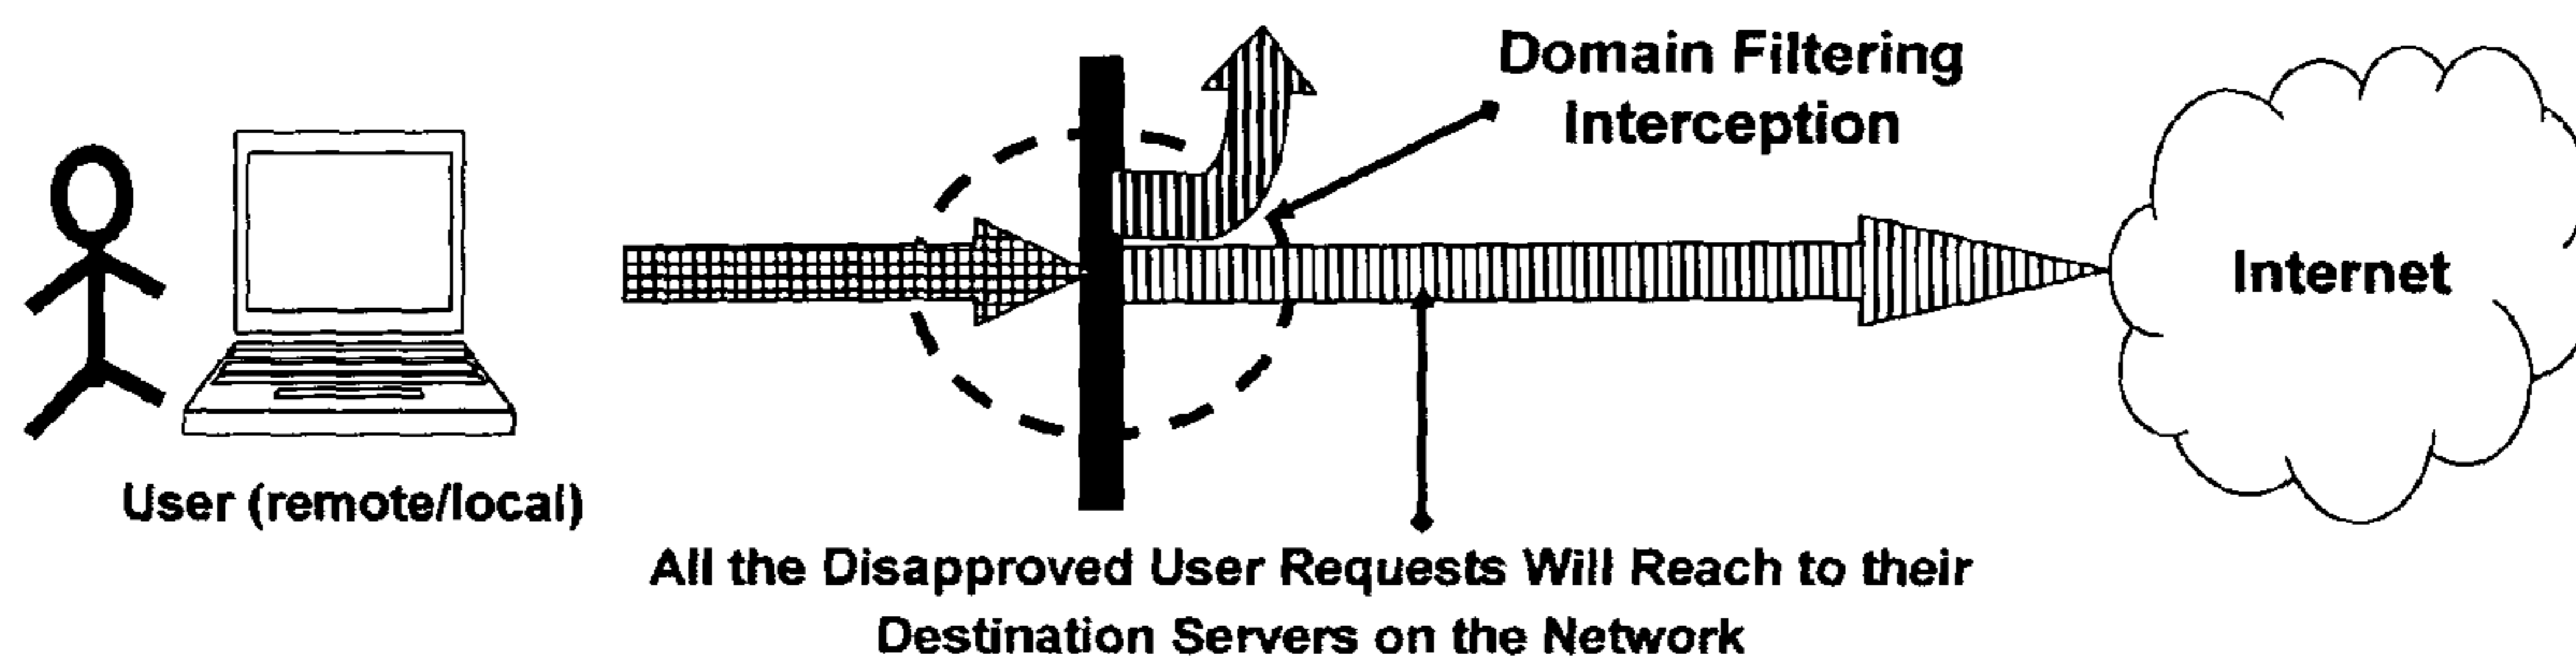 Domain Filtering
Interception
Internet
User (remote/local)
All the Disapproved User Requests Will Reach to their
Destination Servers on the Network